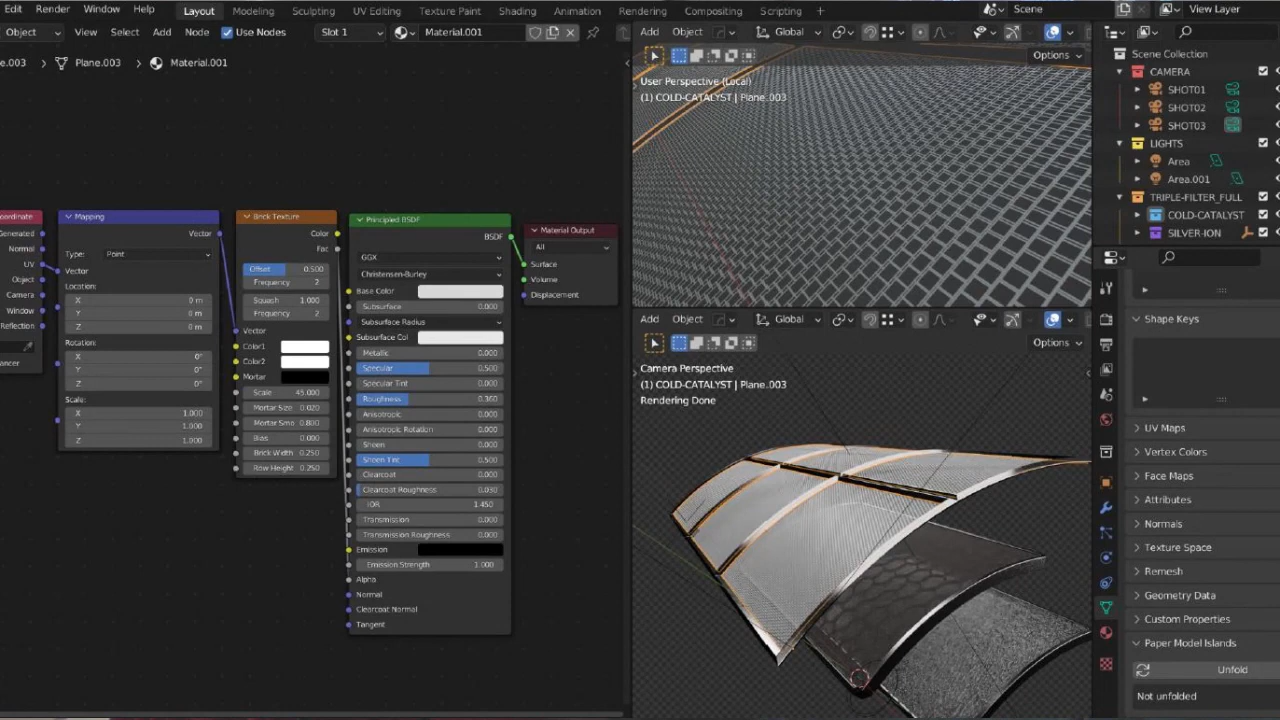 Edit Render Window Help Layout Modeling Sculpting UV Editing Texture Paint Shading Animation Rendering Compositing Scripting + Scene View Layer
Object View Select Add Node Use Nodes Slot 1 Material.001
e.003 > Plane.003 > Material.001
Add Object Global
Options
User Perspective (Local)
(1) COLD-CATALYST | Plane.003
Scene Collection
CAMERA
SHOT01
SHOT02
SHOT03
LIGHTS
Area
Area.001
TRIPLE-FILTER_FULL
COLD-CATALYST
SILVER-ION
oordinate
Generated
Normal
UV
Object
Camera
Window
Reflection
ancer
Mapping
Vector
Type: Point
Vector
Location:
X 0 m
Y 0 m
Z 0 m
Rotation:
X 0°
Y 0°
Z 0°
Scale:
X 1.000
Y 1.000
Z 1.000
Brick Texture
Color
Fac
Offset 0.500
Frequency 2
Squash 1.000
Frequency 2
Vector
Color1
Color2
Mortar
Scale 45.000
Mortar Size 0.020
Mortar Smo 0.800
Bias 0.000
Brick Width 0.250
Row Height 0.250
Principled BSDF
BSDF
GGX
Christensen-Burley
Base Color
Subsurface 0.000
Subsurface Radius
Subsurface Col
Metallic 0.000
Specular 0.500
Specular Tint 0.000
Roughness 0.360
Anisotropic 0.000
Anisotropic Rotation 0.000
Sheen 0.000
Sheen Tint 0.500
Clearcoat 0.000
Clearcoat Roughness 0.030
IOR 1.450
Transmission 0.000
Transmission Roughness 0.000
Emission
Emission Strength 1.000
Alpha
Normal
Clearcoat Normal
Tangent
Material Output
All
Surface
Volume
Displacement
Add Object Global
Options
Camera Perspective
(1) COLD-CATALYST | Plane.003
Rendering Done
Shape Keys
UV Maps
Vertex Colors
Face Maps
Attributes
Normals
Texture Space
Remesh
Geometry Data
Custom Properties
Paper Model Islands
Unfold
Not unfolded